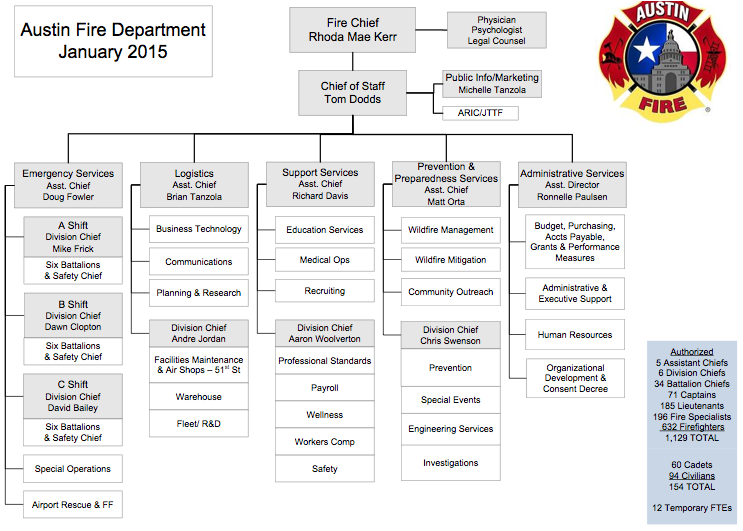 Austin Fire Department
January 2015
Fire Chief
Rhoda Mae Kerr
Physician
Psychologist
Legal Counsel
AUSTIN
FIRE
®
Chief of Staff
Tom Dodds
Public Info/Marketing
Michelle Tanzola
ARIC/JTTF
Emergency Services
Asst. Chief
Doug Fowler
A Shift
Division Chief
Mike Frick
Six Battalions
& Safety Chief
B Shift
Division Chief
Dawn Clopton
Six Battalions
& Safety Chief
C Shift
Division Chief
David Bailey
Six Battalions
& Safety Chief
Special Operations
Airport Rescue & FF
Logistics
Asst. Chief
Brian Tanzola
Business Technology
Communications
Planning & Research
Division Chief
Andre Jordan
Facilities Maintenance
& Air Shops – 51st St
Warehouse
Fleet/ R&D
Support Services
Asst. Chief
Richard Davis
Education Services
Medical Ops
Recruiting
Division Chief
Aaron Woolverton
Professional Standards
Payroll
Wellness
Workers Comp
Safety
Prevention &
Preparedness Services
Asst. Chief
Matt Orta
Wildfire Management
Wildfire Mitigation
Community Outreach
Division Chief
Chris Swenson
Prevention
Special Events
Engineering Services
Investigations
Administrative Services
Asst. Director
Ronnelle Paulsen
Budget, Purchasing,
Accts Payable,
Grants & Performance
Measures
Administrative &
Executive Support
Human Resources
Organizational
Development &
Consent Decree
Authorized
5 Assistant Chiefs
6 Division Chiefs
34 Battalion Chiefs
71 Captains
185 Lieutenants
196 Fire Specialists
632 Firefighters
1,129 TOTAL
60 Cadets
94 Civilians
154 TOTAL
12 Temporary FTEs